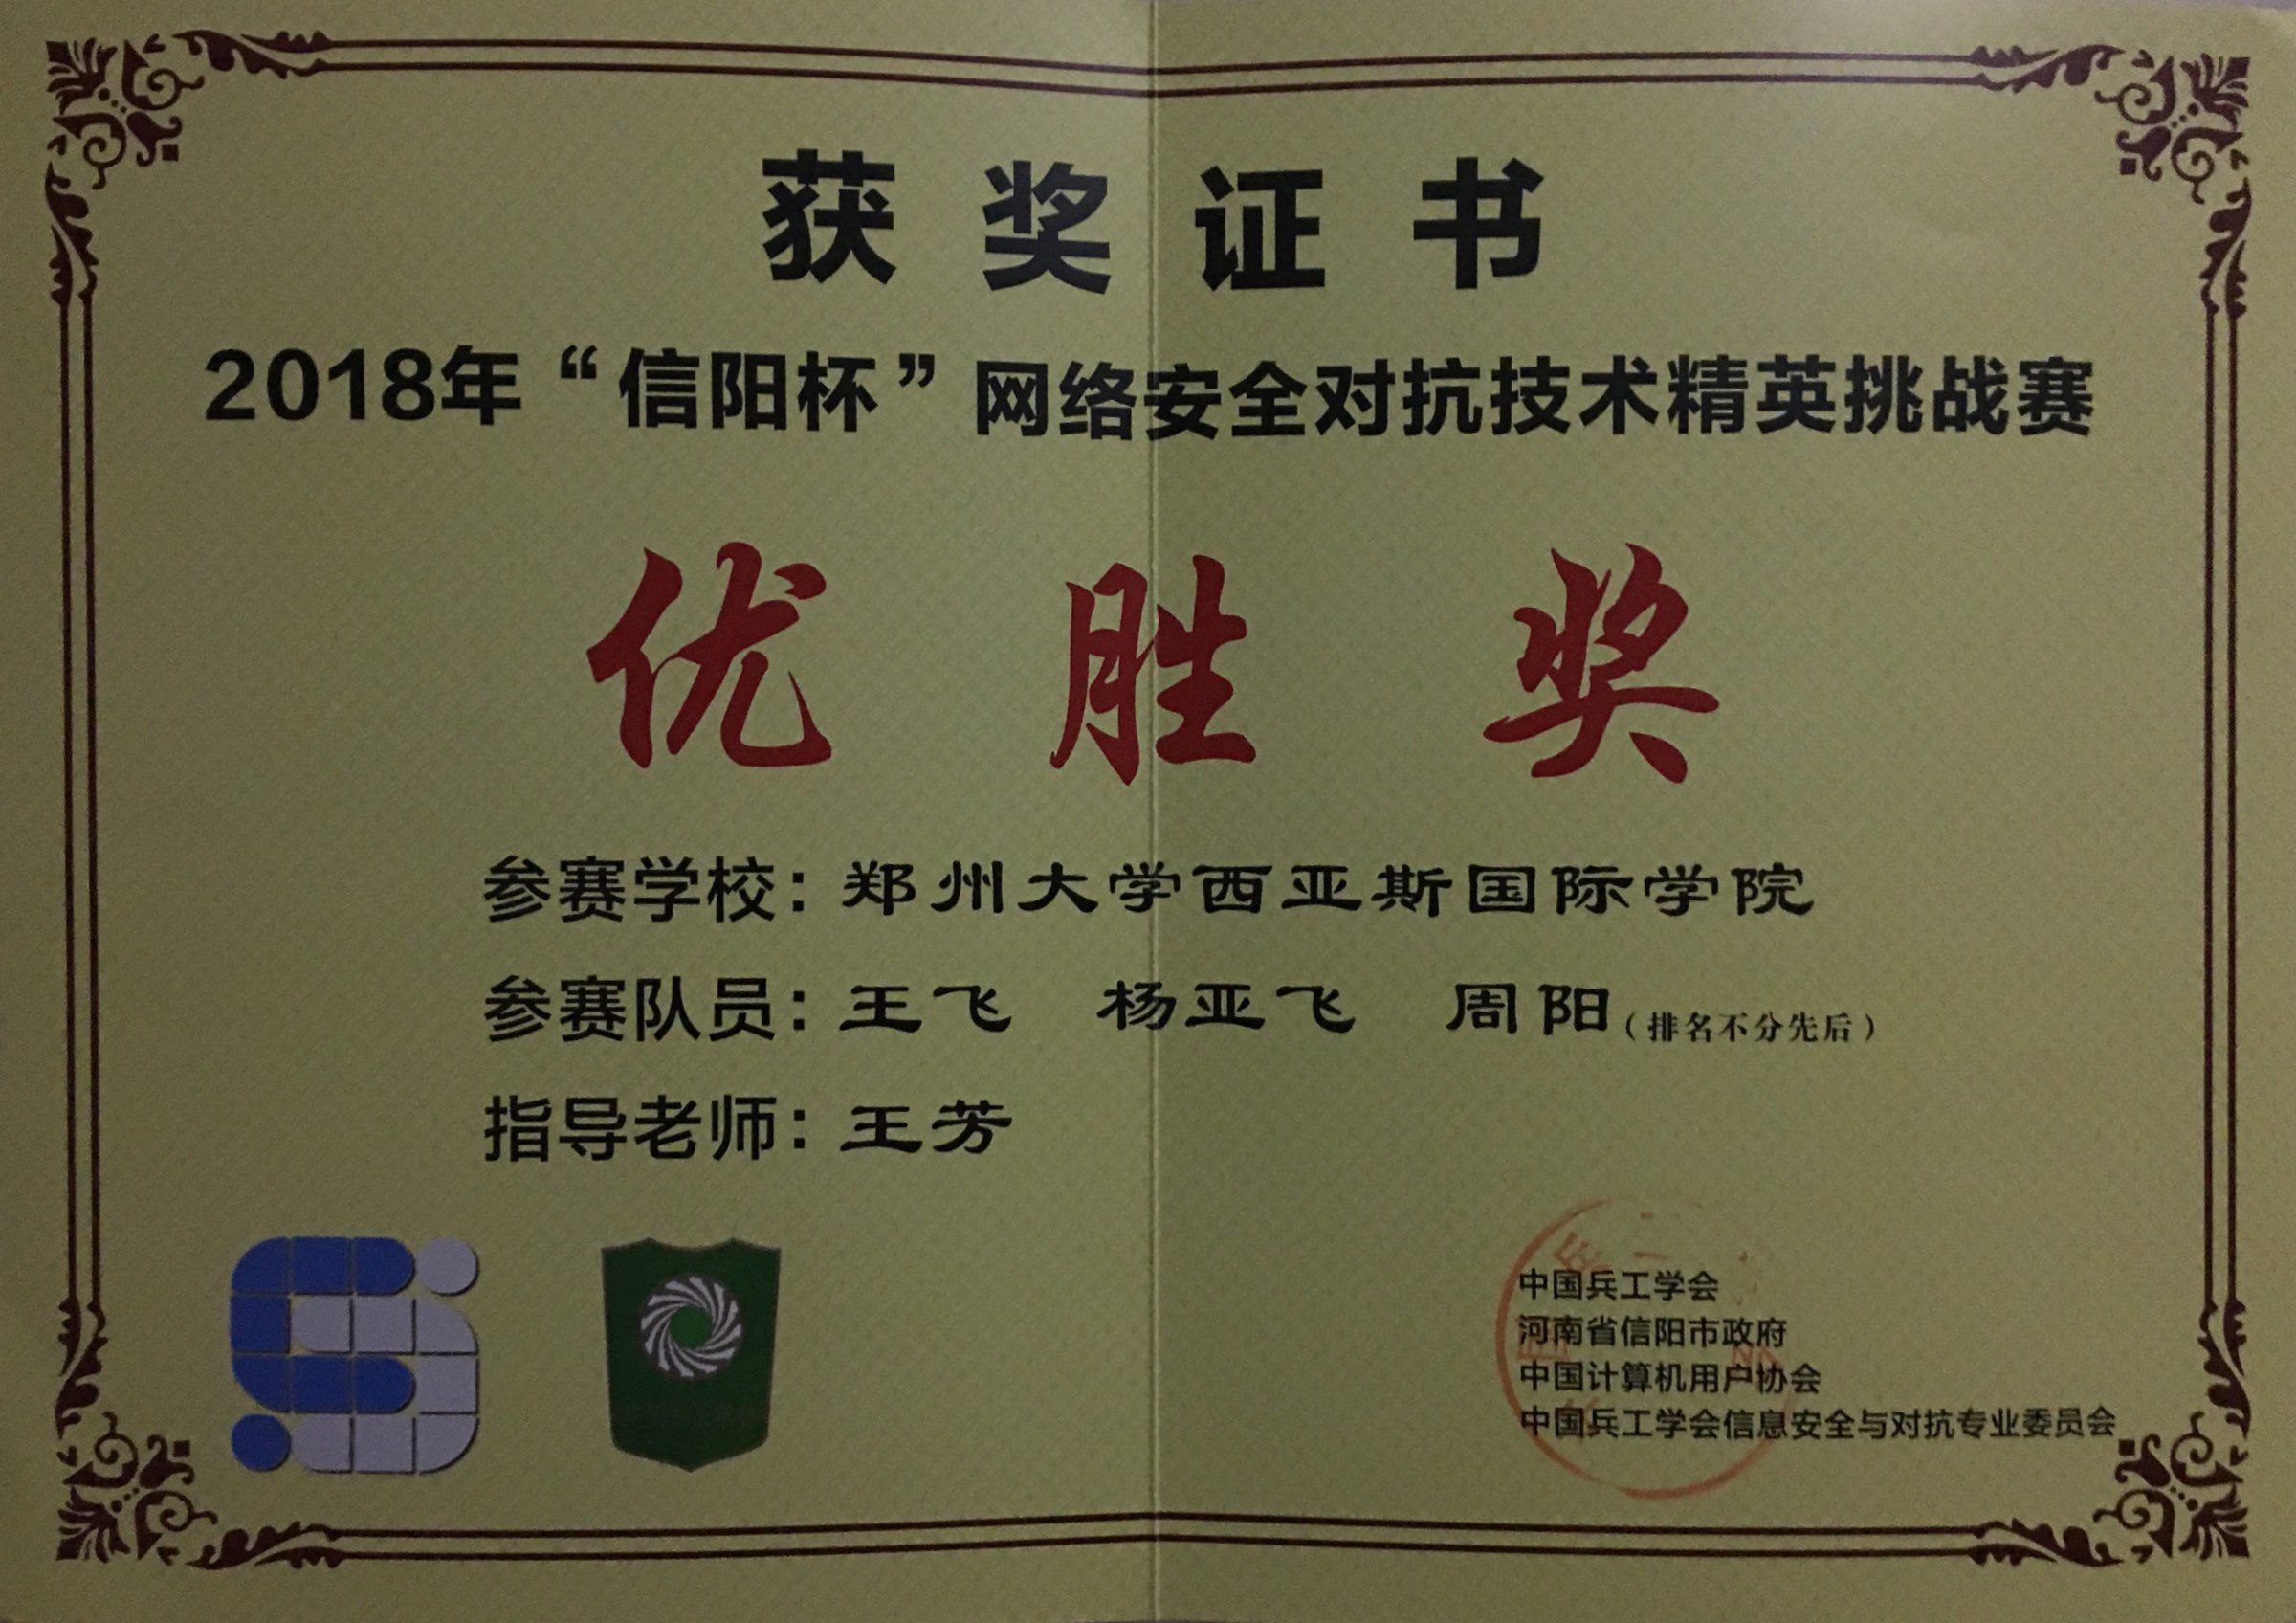 获奖证书
2018年“信阳杯”网络安全对抗技术精英挑战赛
优胜奖
参赛学校：郑州大学西亚斯国际学院
参赛队员：王飞 杨亚飞 周阳（排名不分先后）
指导老师：王芳
中国兵工学会
河南省信阳市政府
中国计算机用户协会
中国兵工学会信息安全与对抗专业委员会